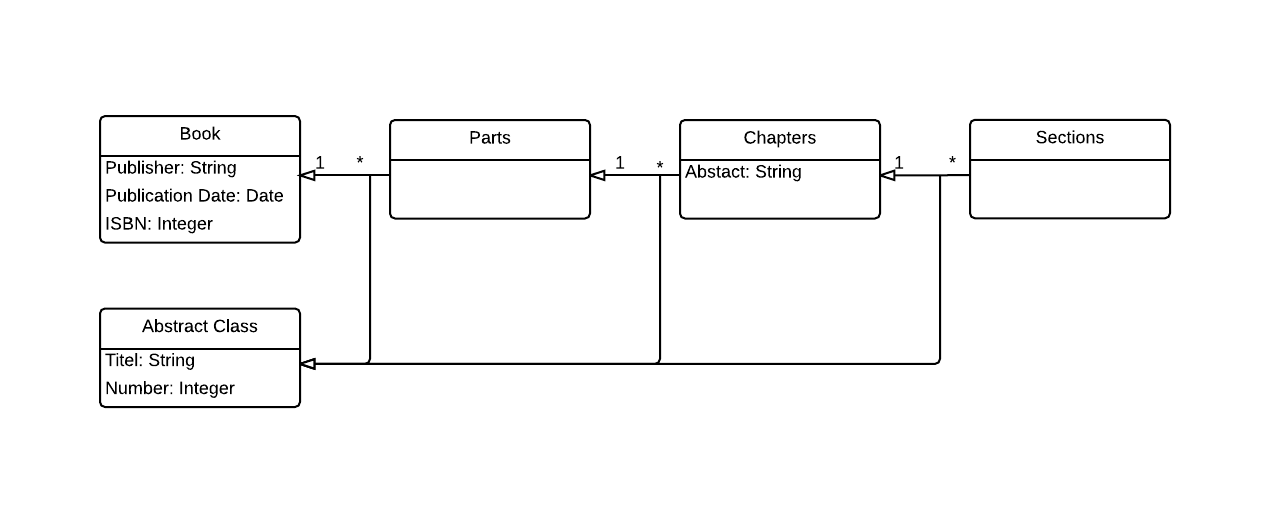 Book
Publisher: String
Publication Date: Date
ISBN: Integer
1
*
Parts
1
*
Chapters
Abstact: String
1
*
Sections
Abstract Class
Titel: String
Number: Integer